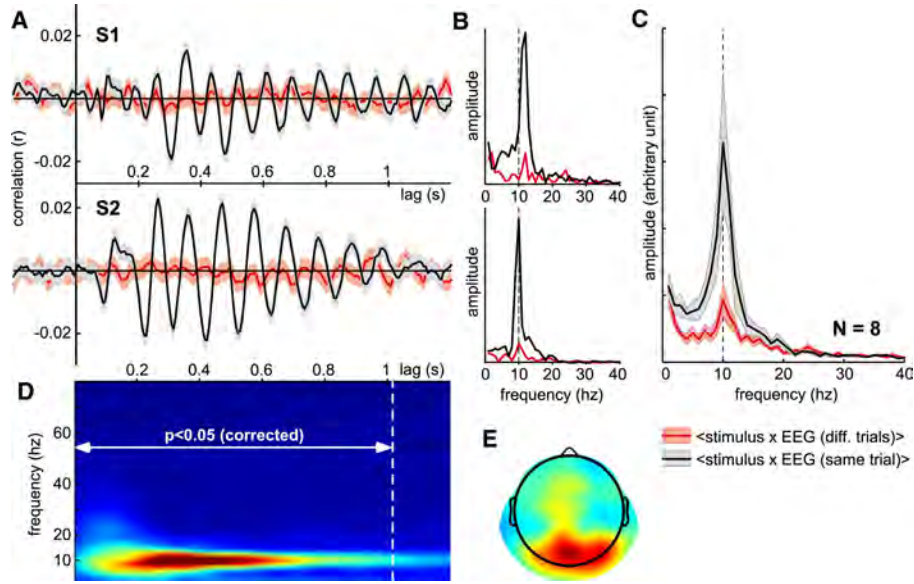 A
S1
0.02
-0.02
correlation (r)
0.2
0.4
0.6
0.8
1
lag (s)
S2
0.02
-0.02
0.2
0.4
0.6
0.8
1
lag (s)
B
amplitude
0 10 20 30 40
amplitude
0 10 20 30 40
frequency (hz)
C
amplitude (arbitrary unit)
N = 8
0 10 20 30 40
frequency (hz)
D
p<0.05 (corrected)
frequency (hz)
60
40
20
10
E
<stimulus x EEG (diff. trials)>
<stimulus x EEG (same trial)>